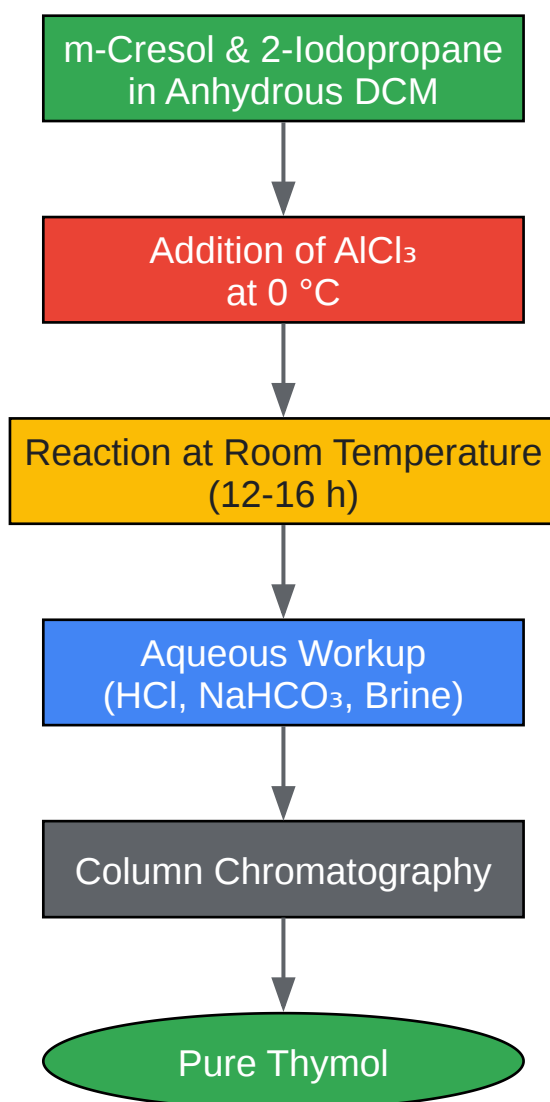 m-Cresol & 2-Iodopropane
in Anhydrous DCM
Addition of AlCl₃
at 0 °C
Reaction at Room Temperature
(12-16 h)
Aqueous Workup
(HCl, NaHCO₃, Brine)
Column Chromatography
Pure Thymol